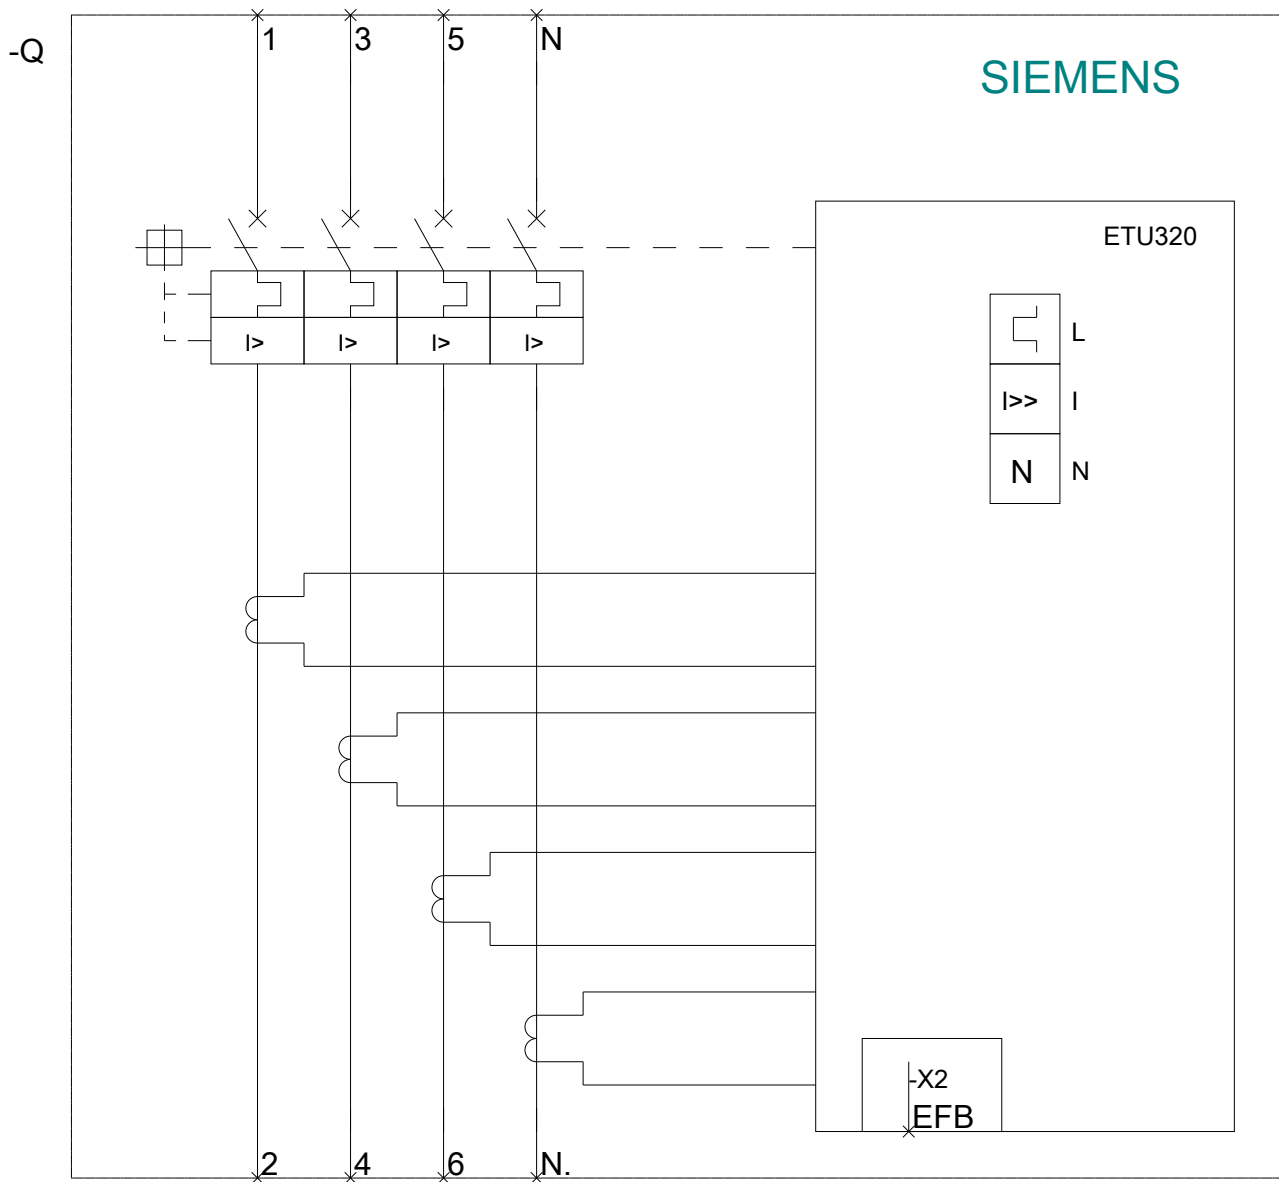 1 3 5 N
-Q
SIEMENS
ETU320
L
I> I> I> I>
I>> I
N N
-X2
EFB
2 4 6 N.